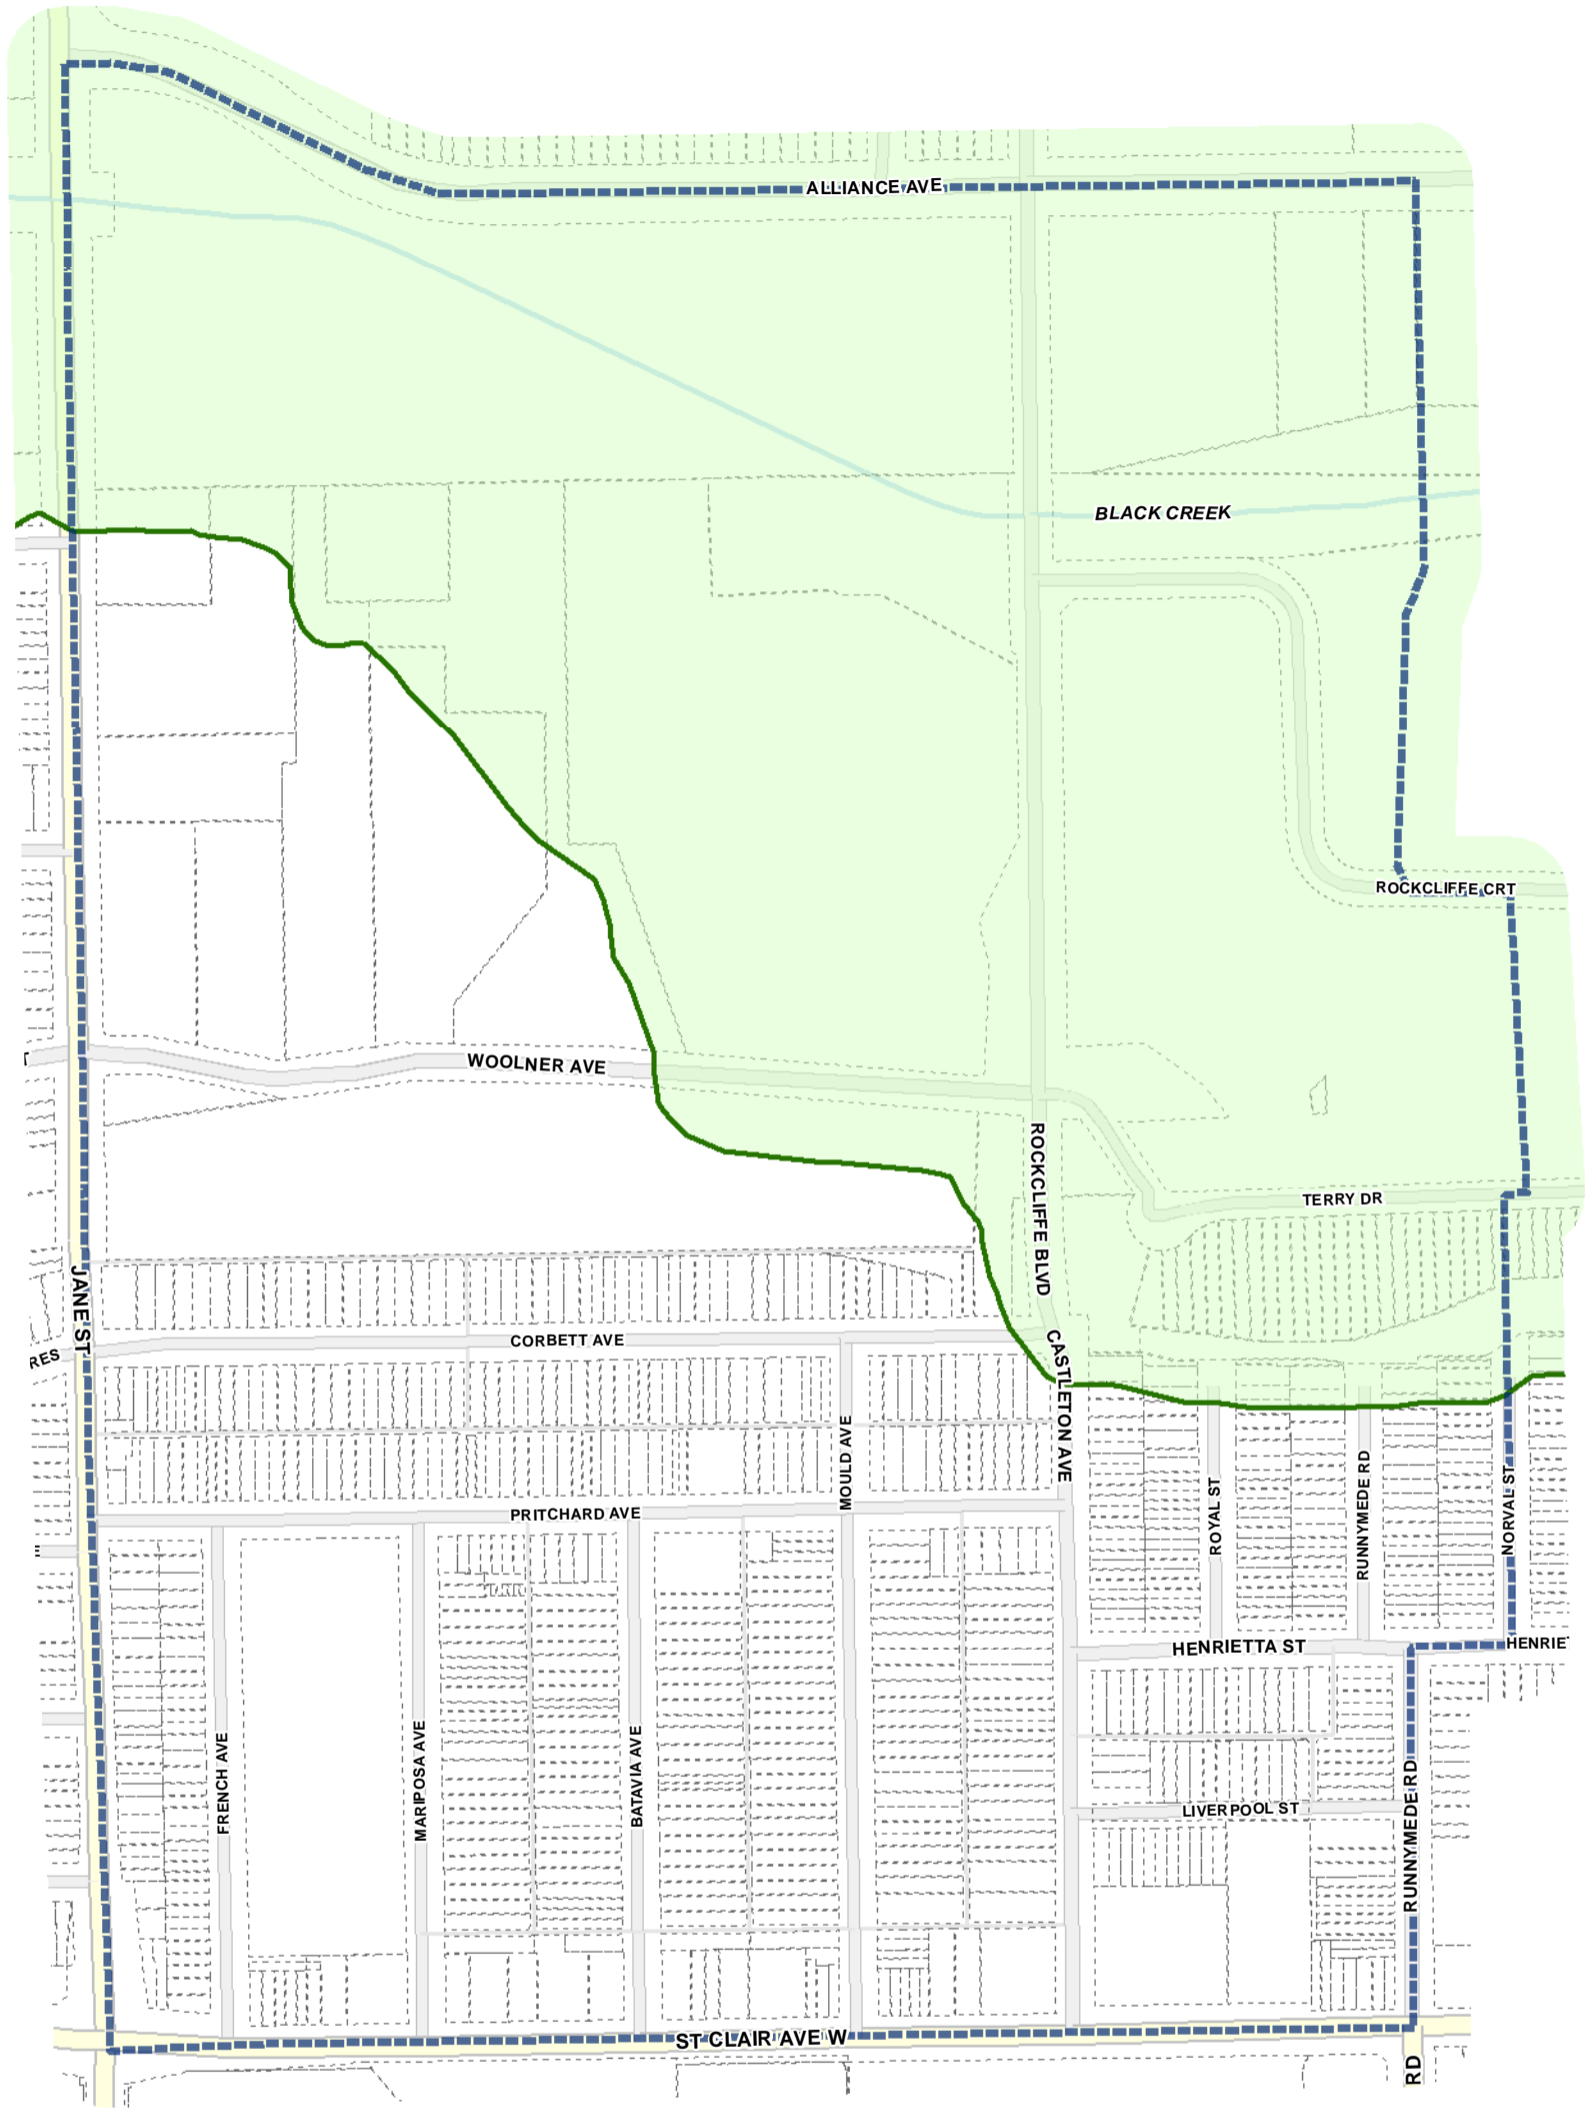 ALLIANCE AVE
BLACK CREEK
ROCKCLIFFE CRT
WOOLNER AVE
ROCKCLIFFE BLVD
TERRY DR
JANE ST
CORBETT AVE
RES
CASTLETON AVE
MOULD AVE
PRITCHARD AVE
ROYAL ST
RUNNYMEDE RD
NORVAL ST
HENRIETTA ST
HENRIET
FRENCH AVE
MARIPOSA AVE
BATAVIA AVE
LIVERPOOL ST
RUNNYMEDE RD
ST CLAIR AVE W
RD